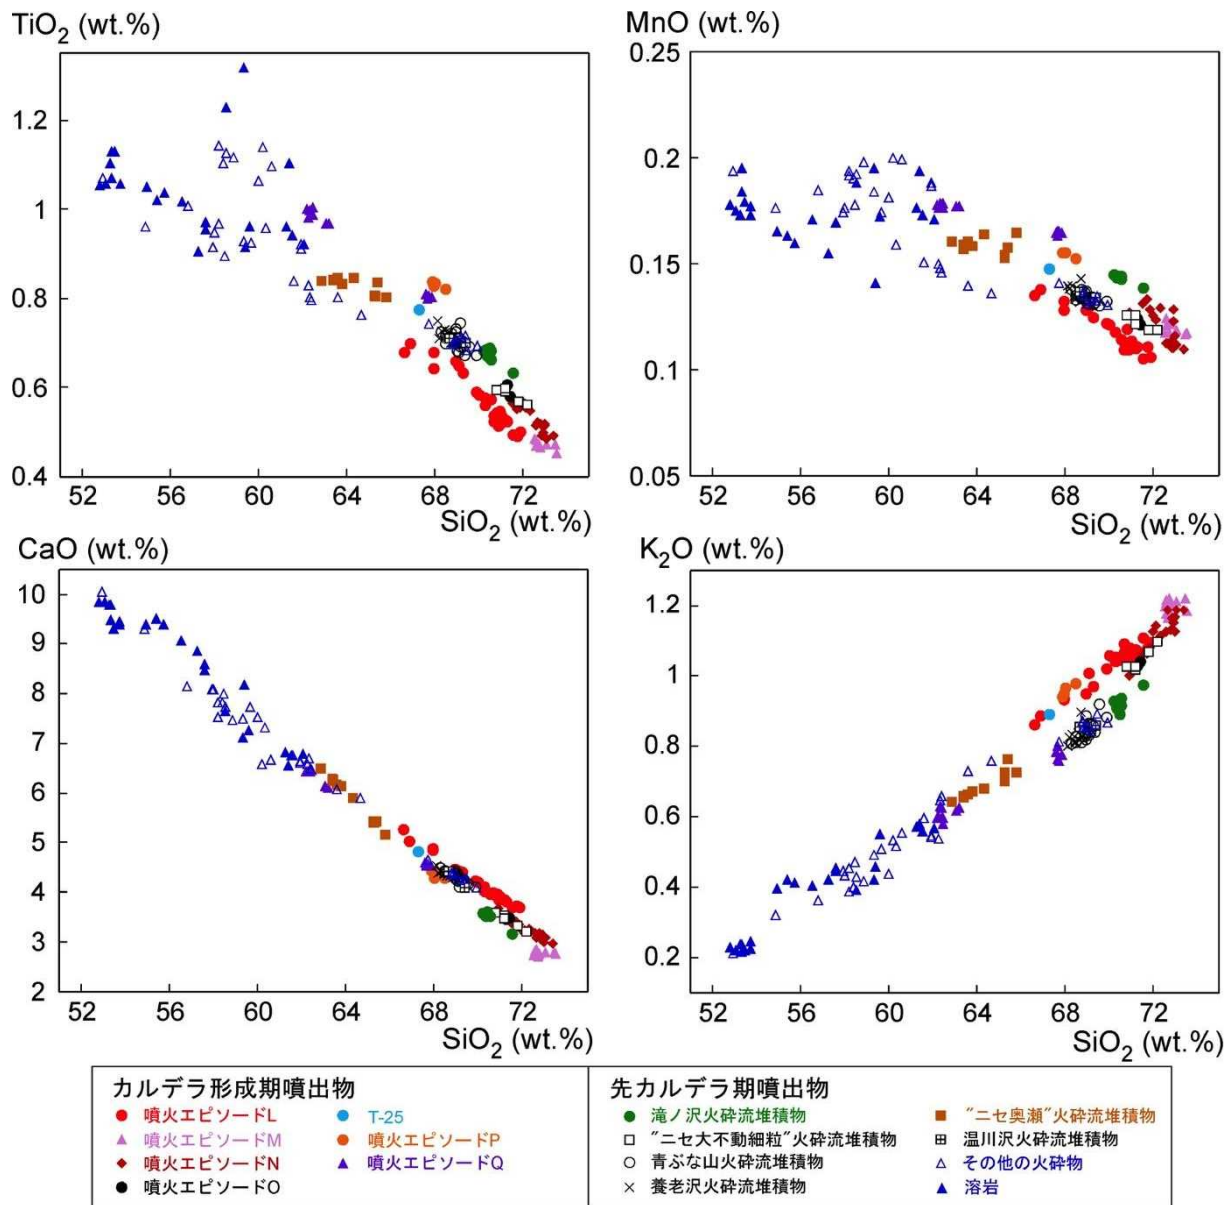 TiO2 (wt.%)
1.2
1
0.8
0.6
0.4
52 56 60 64 68 72
SiO2 (wt.%)
MnO (wt.%)
0.25
0.2
0.15
0.1
0.05
52 56 60 64 68 72
SiO2 (wt.%)
CaO (wt.%)
10
9
8
7
6
5
4
3
2
52 56 60 64 68 72
SiO2 (wt.%)
K2O (wt.%)
1.2
1
0.8
0.6
0.4
0.2
52 56 60 64 68 72
SiO2 (wt.%)
カルデラ形成期噴出物
噴火エピソードL
噴火エピソードM
噴火エピソードN
噴火エピソードO
T-25
噴火エピソードP
噴火エピソードQ
先カルデラ期噴出物
滝ノ沢火砕流堆積物
"ニセ大不動細粒"火砕流堆積物
青ぶな山火砕流堆積物
養老沢火砕流堆積物
"ニセ奥瀬"火砕流堆積物
温川沢火砕流堆積物
その他の火砕物
溶岩